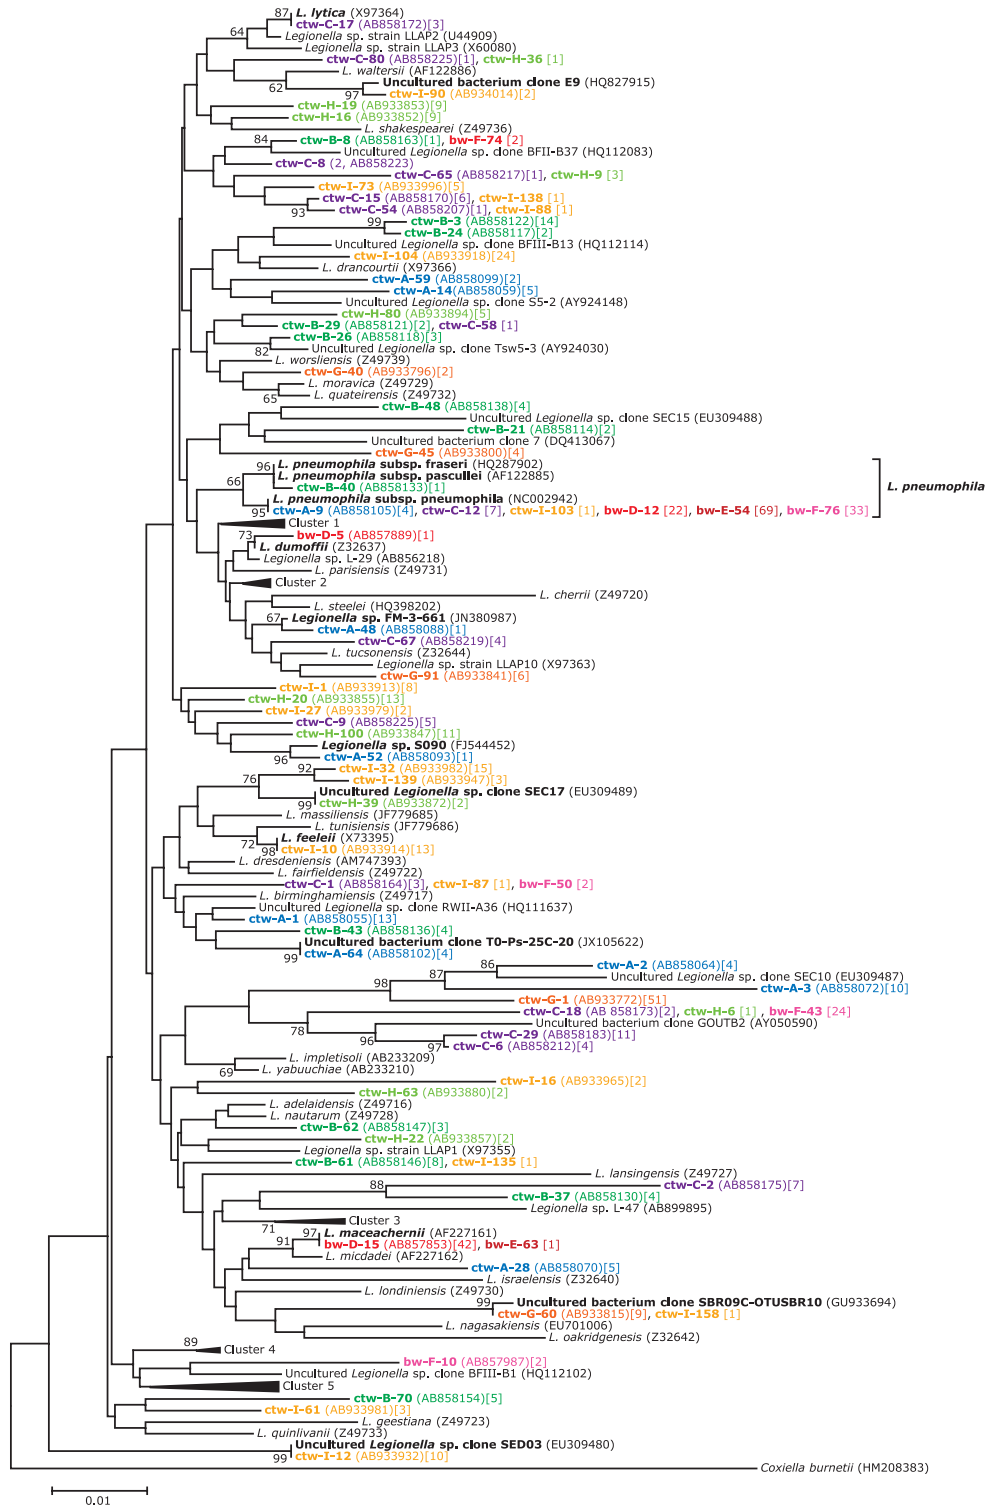 87 L. lytica (X97364)
ctw-C-17 (AB858172)[3]
64 Legionella sp. strain LLAP2 (U44909)
Legionella sp. strain LLAP3 (X60080)
ctw-C-80 (AB858225)[1], ctw-H-36 [1]
L. waltersii (AF122886)
62 Uncultured bacterium clone E9 (HQ827915)
97 ctw-I-90 (AB934014)[2]
ctw-H-19 (AB933853)[9]
ctw-H-16 (AB933852)[9]
L. shakespearei (Z49736)
84 ctw-B-8 (AB858163)[1], bw-F-74 [2]
Uncultured Legionella sp. clone BFII-B37 (HQ112083)
ctw-C-8 (2, AB858223)
ctw-C-65 (AB858217)[1], ctw-H-9 [3]
ctw-I-73 (AB933996)[5]
ctw-C-15 (AB858170)[6], ctw-I-138 [1]
93 ctw-C-54 (AB858207)[1], ctw-I-88 [1]
99 ctw-B-3 (AB858122)[14]
ctw-B-24 (AB858117)[2]
Uncultured Legionella sp. clone BFIII-B13 (HQ112114)
ctw-I-104 (AB933918)[24]
L. drancourtii (X97366)
ctw-A-59 (AB858099)[2]
ctw-A-14(AB858059)[5]
Uncultured Legionella sp. clone S5-2 (AY924148)
ctw-H-80 (AB933894)[5]
ctw-B-29 (AB858121)[2], ctw-C-58 [1]
ctw-B-26 (AB858118)[3]
82 Uncultured Legionella sp. clone Tsw5-3 (AY924030)
L. worsliensis (Z49739)
ctw-G-40 (AB933796)[2]
L. moravica (Z49729)
65 L. quateirensis (Z49732)
ctw-B-48 (AB858138)[4]
Uncultured Legionella sp. clone SEC15 (EU309488)
ctw-B-21 (AB858114)[2]
Uncultured bacterium clone 7 (DQ413067)
ctw-G-45 (AB933800)[4]
96 L. pneumophila subsp. fraseri (HQ287902)
L. pneumophila subsp. pascullei (AF122885)
66 ctw-B-40 (AB858133)[1]
L. pneumophila
L. pneumophila subsp. pneumophila (NC002942)
95 ctw-A-9 (AB858105)[4], ctw-C-12 [7], ctw-I-103 [1], bw-D-12 [22], bw-E-54 [69], bw-F-76 [33]
Cluster 1
73 bw-D-5 (AB857889)[1]
L. dumoffii (Z32637)
Legionella sp. L-29 (AB856218)
L. parisiensis (Z49731)
Cluster 2
L. cherrii (Z49720)
L. steelei (HQ398202)
67 Legionella sp. FM-3-661 (JN380987)
ctw-A-48 (AB858088)[1]
ctw-C-67 (AB858219)[4]
L. tucsonensis (Z32644)
Legionella sp. strain LLAP10 (X97363)
ctw-G-91 (AB933841)[6]
ctw-I-1 (AB933913)[8]
ctw-H-20 (AB933855)[13]
ctw-I-27 (AB933979)[2]
ctw-C-9 (AB858225)[5]
ctw-H-100 (AB933847)[11]
Legionella sp. S090 (FJ544452)
96 ctw-A-52 (AB858093)[1]
92 ctw-I-32 (AB933982)[15]
76 ctw-I-139 (AB933947)[3]
Uncultured Legionella sp. clone SEC17 (EU309489)
99 ctw-H-39 (AB933872)[2]
L. massiliensis (JF779685)
L. tunisiensis (JF779686)
72 L. feeleii (X73395)
98 ctw-I-10 (AB933914)[13]
L. dresdeniensis (AM747393)
L. fairfieldensis (Z49722)
ctw-C-1 (AB858164)[3], ctw-I-87 [1], bw-F-50 [2]
L. birminghamiensis (Z49717)
Uncultured Legionella sp. clone RWII-A36 (HQ111637)
ctw-A-1 (AB858055)[13]
ctw-B-43 (AB858136)[4]
Uncultured bacterium clone T0-Ps-25C-20 (JX105622)
99 ctw-A-64 (AB858102)[4]
86 ctw-A-2 (AB858064)[4]
87 Uncultured Legionella sp. clone SEC10 (EU309487)
98 ctw-A-3 (AB858072)[10]
ctw-G-1 (AB933772)[51]
ctw-C-18 (AB 858173)[2], ctw-H-6 [1] , bw-F-43 [24]
78 Uncultured bacterium clone GOUTB2 (AY050590)
96 ctw-C-29 (AB858183)[11]
97 ctw-C-6 (AB858212)[4]
L. impletisoli (AB233209)
69 L. yabuuchiae (AB233210)
ctw-I-16 (AB933965)[2]
ctw-H-63 (AB933880)[2]
L. adelaidensis (Z49716)
L. nautarum (Z49728)
ctw-B-62 (AB858147)[3]
ctw-H-22 (AB933857)[2]
Legionella sp. strain LLAP1 (X97355)
ctw-B-61 (AB858146)[8], ctw-I-135 [1]
L. lansingensis (Z49727)
88 ctw-C-2 (AB858175)[7]
ctw-B-37 (AB858130)[4]
Legionella sp. L-47 (AB899895)
71 Cluster 3
97 L. maceachernii (AF227161)
91 bw-D-15 (AB857853)[42], bw-E-63 [1]
L. micdadei (AF227162)
ctw-A-28 (AB858070)[5]
L. israelensis (Z32640)
L. londiniensis (Z49730)
99 Uncultured bacterium clone SBR09C-OTUSBR10 (GU933694)
ctw-G-60 (AB933815)[9], ctw-I-158 [1]
L. nagasakiensis (EU701006)
L. oakridgenesis (Z32642)
89 Cluster 4
bw-F-10 (AB857987)[2]
Uncultured Legionella sp. clone BFIII-B1 (HQ112102)
Cluster 5
ctw-B-70 (AB858154)[5]
ctw-I-61 (AB933981)[3]
L. geestiana (Z49723)
L. quinlivanii (Z49733)
Uncultured Legionella sp. clone SED03 (EU309480)
99 ctw-I-12 (AB933932)[10]
Coxiella burnetii (HM208383)
0.01